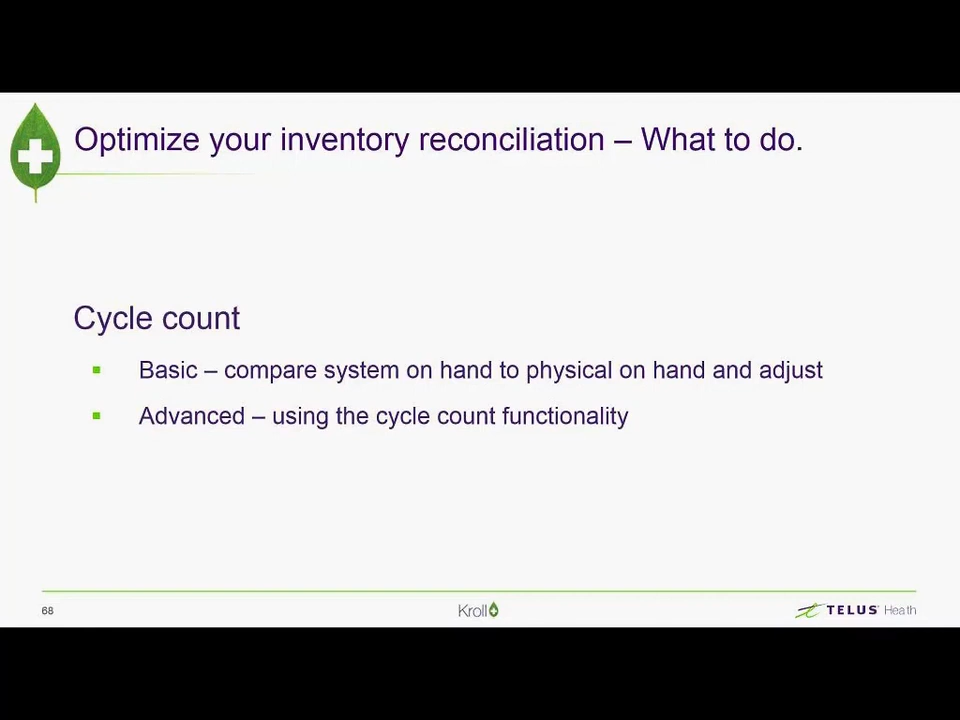 Optimize your inventory reconciliation – What to do.
Cycle count
▪ Basic – compare system on hand to physical on hand and adjust
▪ Advanced – using the cycle count functionality
68
Kroll
TELUS Health